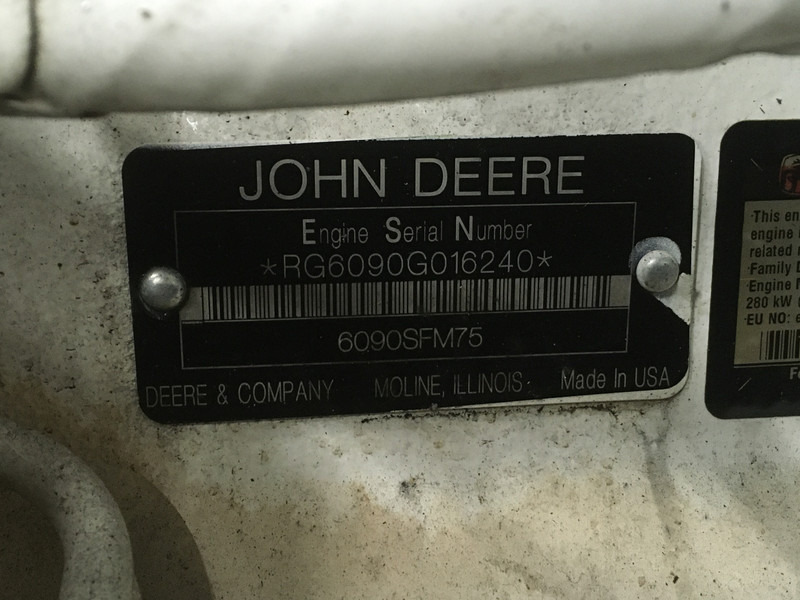 JOHN DEERE
Engine Serial Number
*RG6090G016240*
6090SFM75
DEERE & COMPANY MOLINE, ILLINOIS Made In USA
This en
engine
related
Family
Engine N
280 kW
EU NO: e
Fo